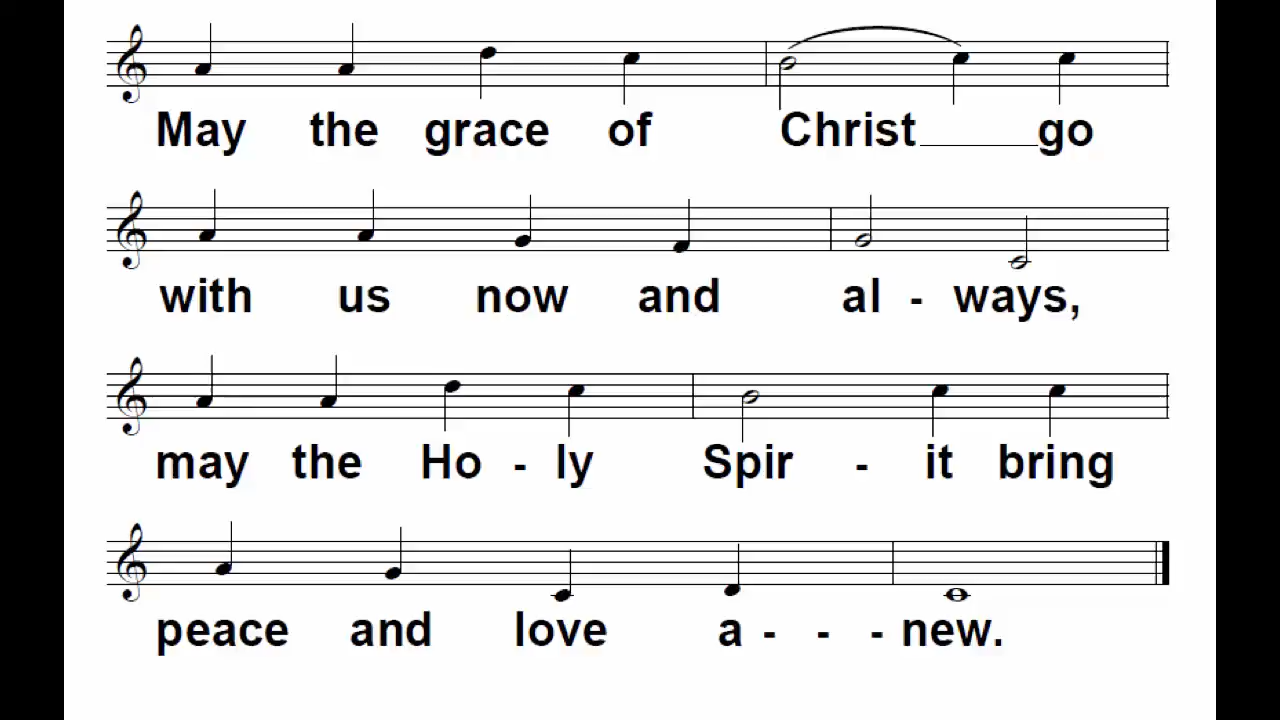 May the grace of Christ go
with us now and al - ways,
may the Ho - ly Spir - it bring
peace and love a - - - new.